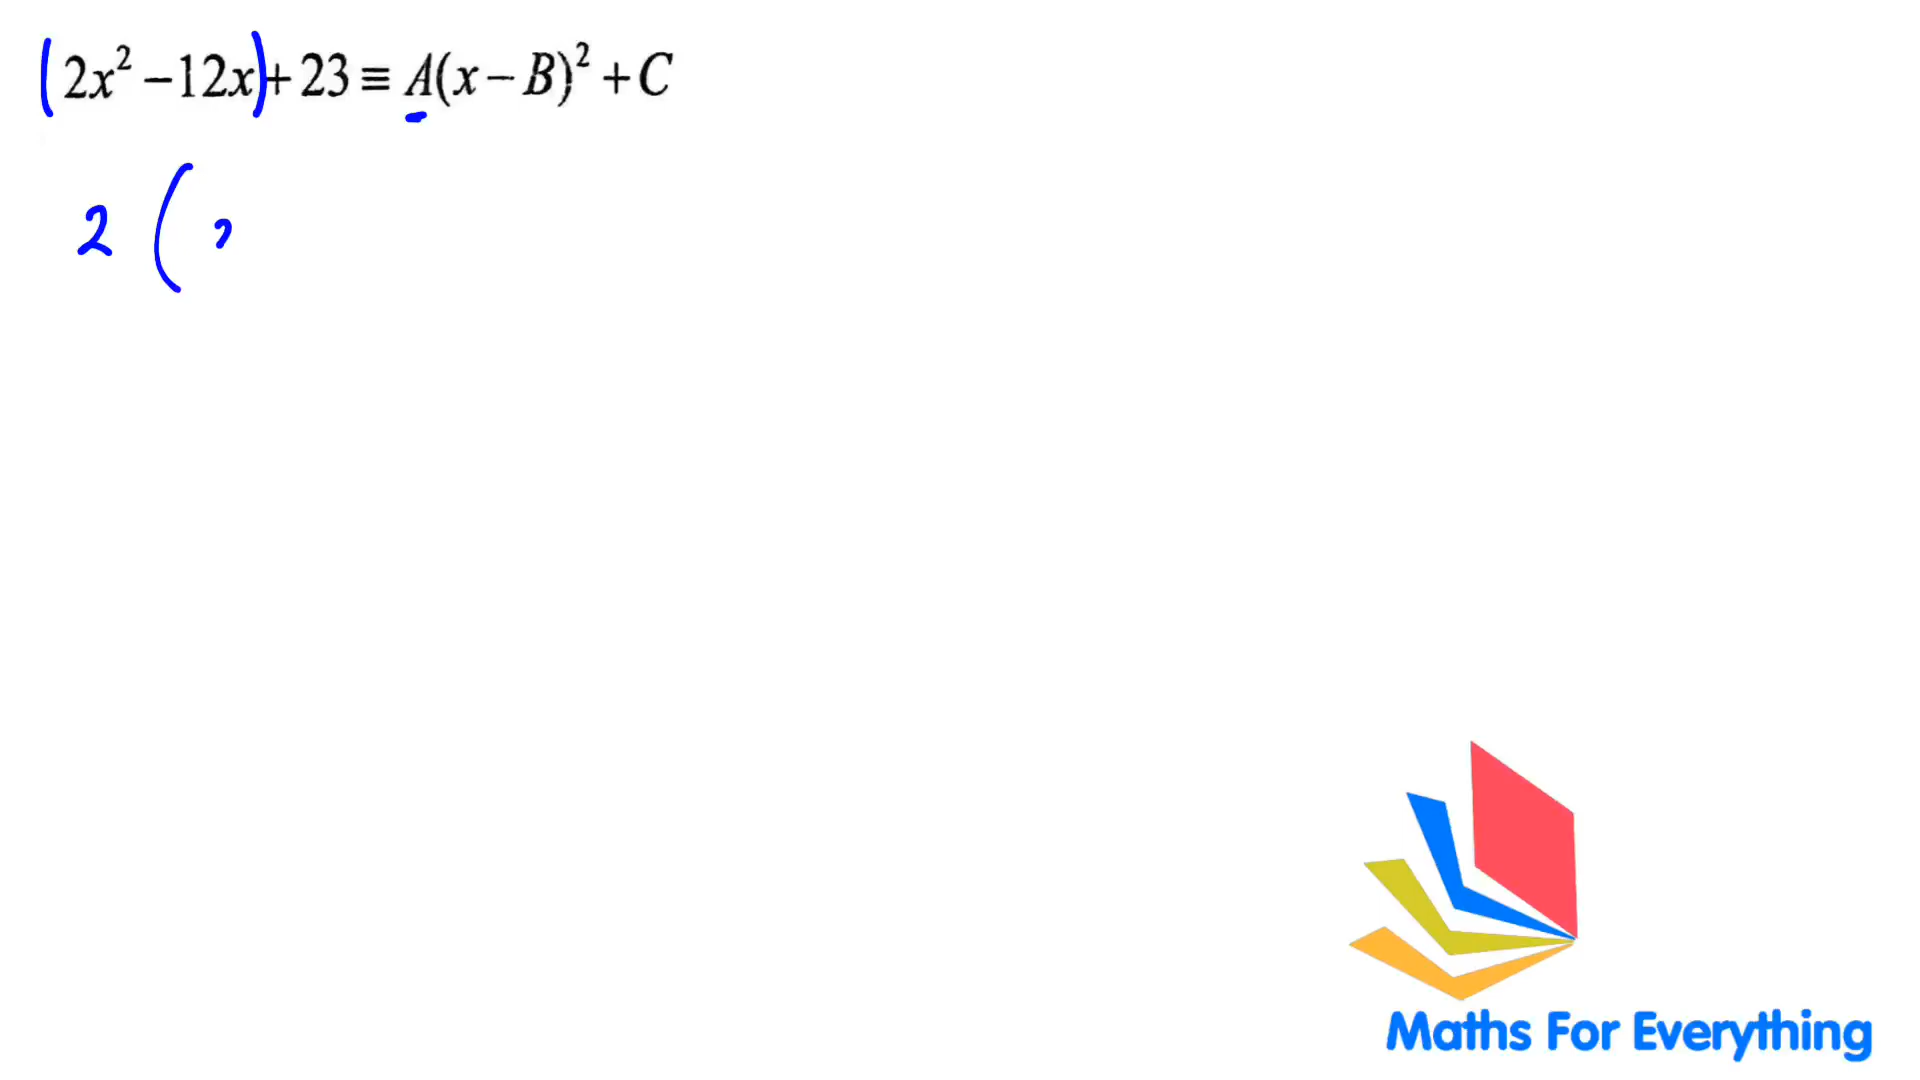 (2x² – 12x) + 23 ≡ A(x – B)² + C
2 (
Maths For Everything